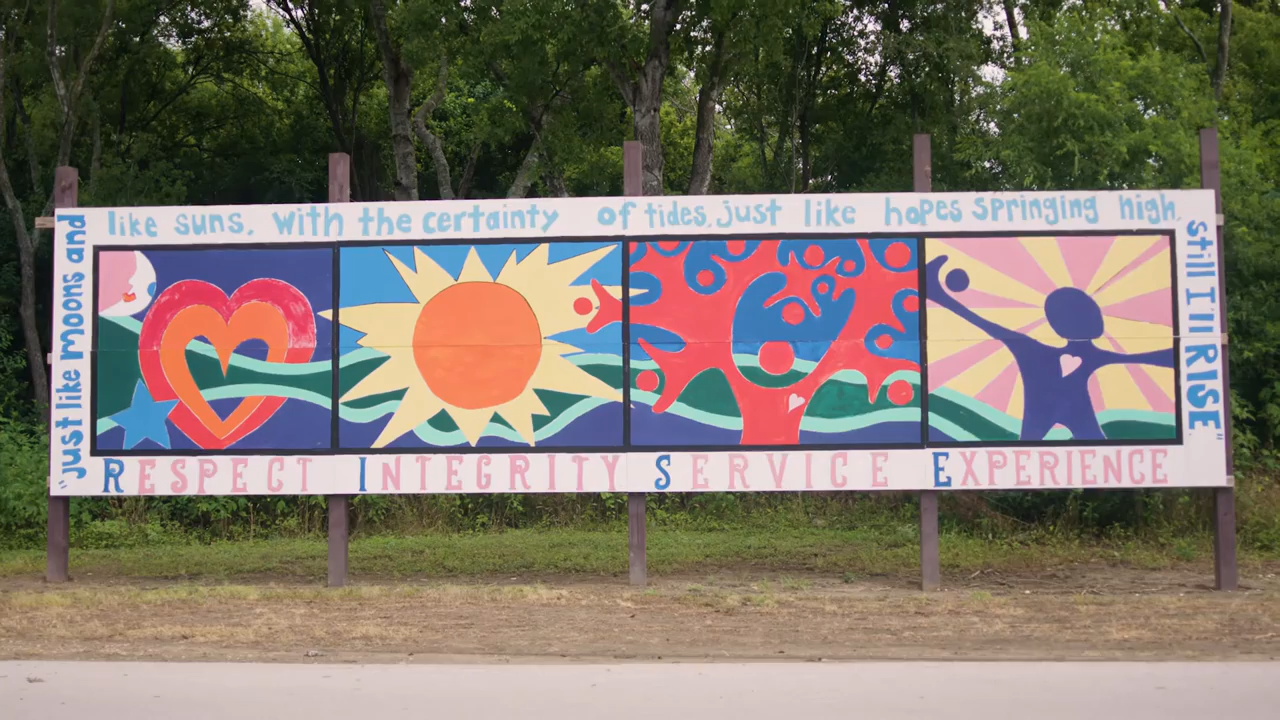 "just like moons and
like suns, with the certainty of tides, just like hopes springing high,
still I'll RISE"
RESPECT INTEGRITY SERVICE EXPERIENCE